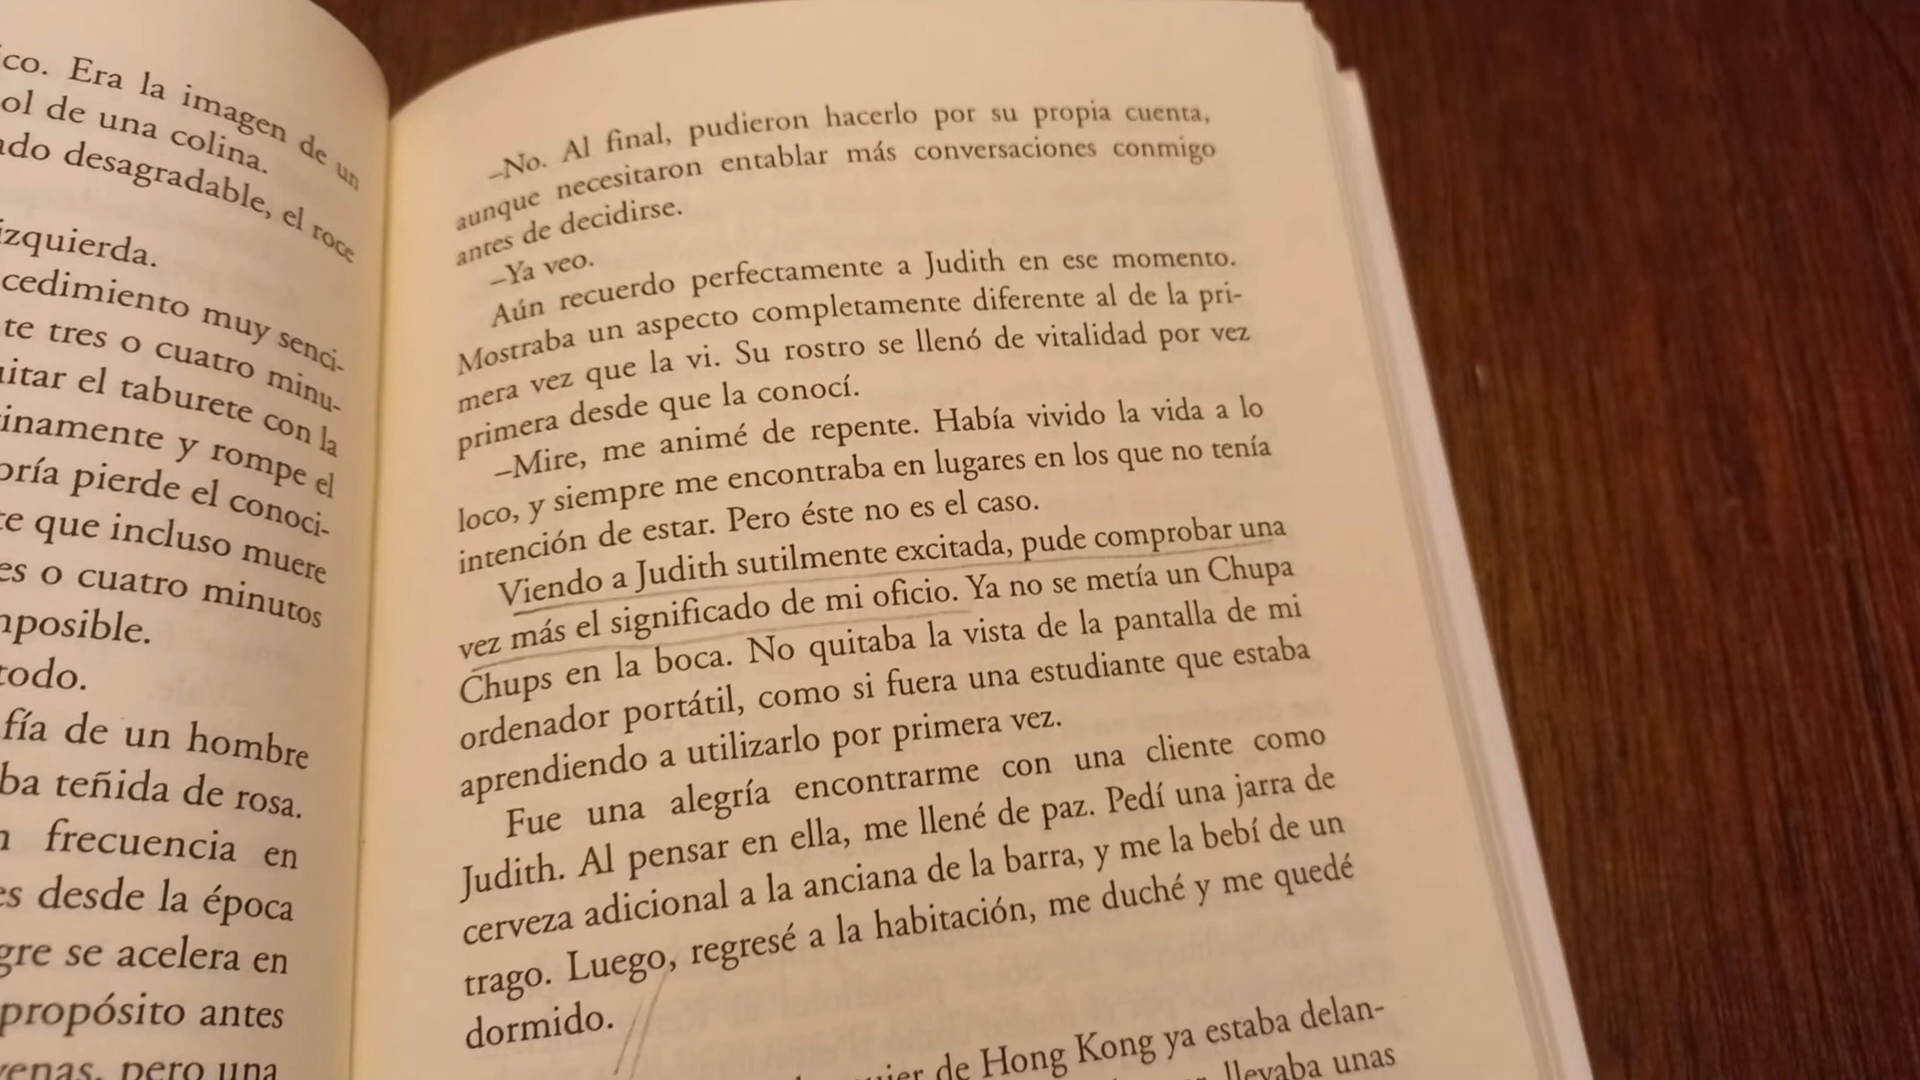 co. Era la imagen de un
ol de una colina.
do desagradable, el roce
izquierda.
cedimiento muy senci-
te tres o cuatro minu-
uitar el taburete con la
inamente y rompe el
oría pierde el conoci-
te que incluso muere
es o cuatro minutos
mposible.
todo.
fía de un hombre
ba teñida de rosa.
n frecuencia en
es desde la época
gre se acelera en
propósito antes
venas, pero una
–No. Al final, pudieron hacerlo por su propia cuenta,
aunque necesitaron entablar más conversaciones conmigo
antes de decidirse.
–Ya veo.
Aún recuerdo perfectamente a Judith en ese momento.
Mostraba un aspecto completamente diferente al de la pri-
mera vez que la vi. Su rostro se llenó de vitalidad por vez
primera desde que la conocí.
–Mire, me animé de repente. Había vivido la vida a lo
loco, y siempre me encontraba en lugares en los que no tenía
intención de estar. Pero éste no es el caso.
Viendo a Judith sutilmente excitada, pude comprobar una
vez más el significado de mi oficio. Ya no se metía un Chupa
Chups en la boca. No quitaba la vista de la pantalla de mi
ordenador portátil, como si fuera una estudiante que estaba
aprendiendo a utilizarlo por primera vez.
Fue una alegría encontrarme con una cliente como
Judith. Al pensar en ella, me llené de paz. Pedí una jarra de
cerveza adicional a la anciana de la barra, y me la bebí de un
trago. Luego, regresé a la habitación, me duché y me quedé
dormido.
de Hong Kong ya estaba delan-
llevaba unas